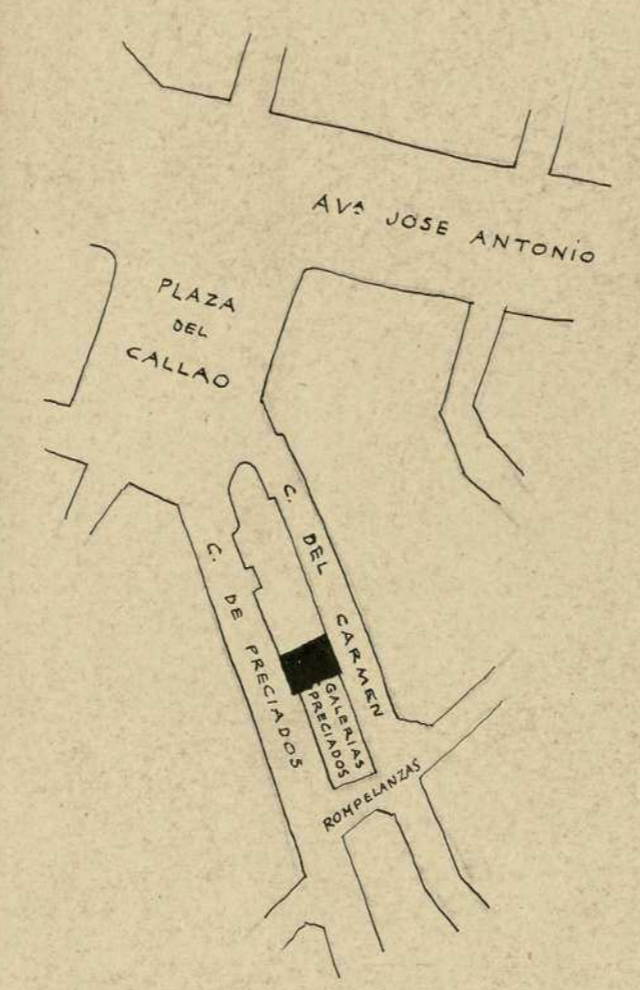 AVᴬ JOSE ANTONIO
PLAZA
DEL
CALLAO
C. DEL CARMEN
C. DE PRECIADOS
GALERIAS
PRECIADOS
ROMPELANZAS